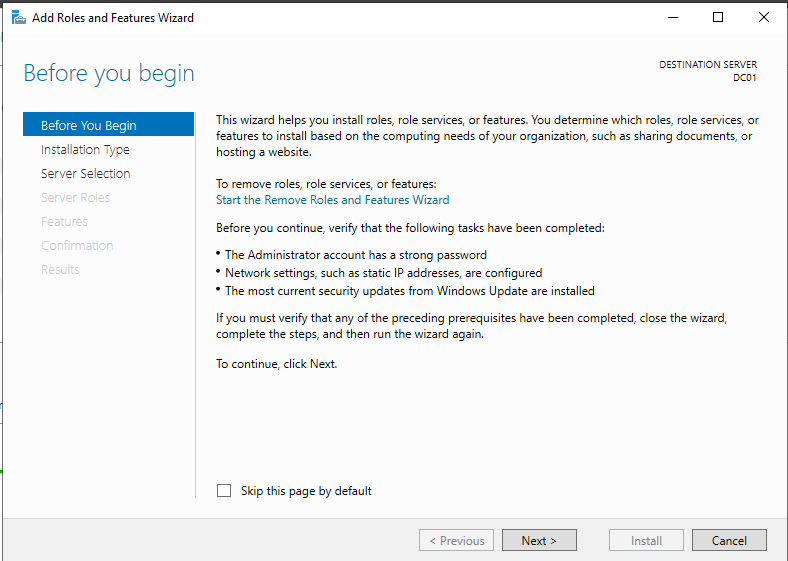 Add Roles and Features Wizard
Before you begin
DESTINATION SERVER
DC01
Before You Begin
Installation Type
Server Selection
Server Roles
Features
Confirmation
Results
This wizard helps you install roles, role services, or features. You determine which roles, role services, or
features to install based on the computing needs of your organization, such as sharing documents, or
hosting a website.
To remove roles, role services, or features:
Start the Remove Roles and Features Wizard
Before you continue, verify that the following tasks have been completed:
• The Administrator account has a strong password
• Network settings, such as static IP addresses, are configured
• The most current security updates from Windows Update are installed
If you must verify that any of the preceding prerequisites have been completed, close the wizard,
complete the steps, and then run the wizard again.
To continue, click Next.
Skip this page by default
< Previous
Next >
Install
Cancel